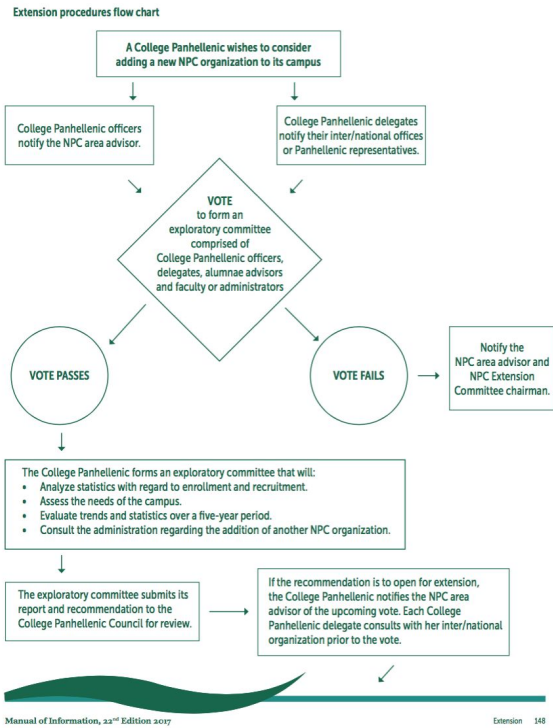 Extension procedures flow chart
A College Panhellenic wishes to consider
adding a new NPC organization to its campus
College Panhellenic officers
notify the NPC area advisor.
College Panhellenic delegates
notify their inter/national offices
or Panhellenic representatives.
VOTE
to form an
exploratory committee
comprised of
College Panhellenic officers,
delegates, alumnae advisors
and faculty or administrators
VOTE PASSES
VOTE FAILS
Notify the
NPC area advisor and
NPC Extension
Committee chairman.
The College Panhellenic forms an exploratory committee that will:
• Analyze statistics with regard to enrollment and recruitment.
• Assess the needs of the campus.
• Evaluate trends and statistics over a five-year period.
• Consult the administration regarding the addition of another NPC organization.
The exploratory committee submits its
report and recommendation to the
College Panhellenic Council for review.
If the recommendation is to open for extension,
the College Panhellenic notifies the NPC area
advisor of the upcoming vote. Each College
Panhellenic delegate consults with her inter/national
organization prior to the vote.
Manual of Information, 22nd Edition 2017
Extension 148